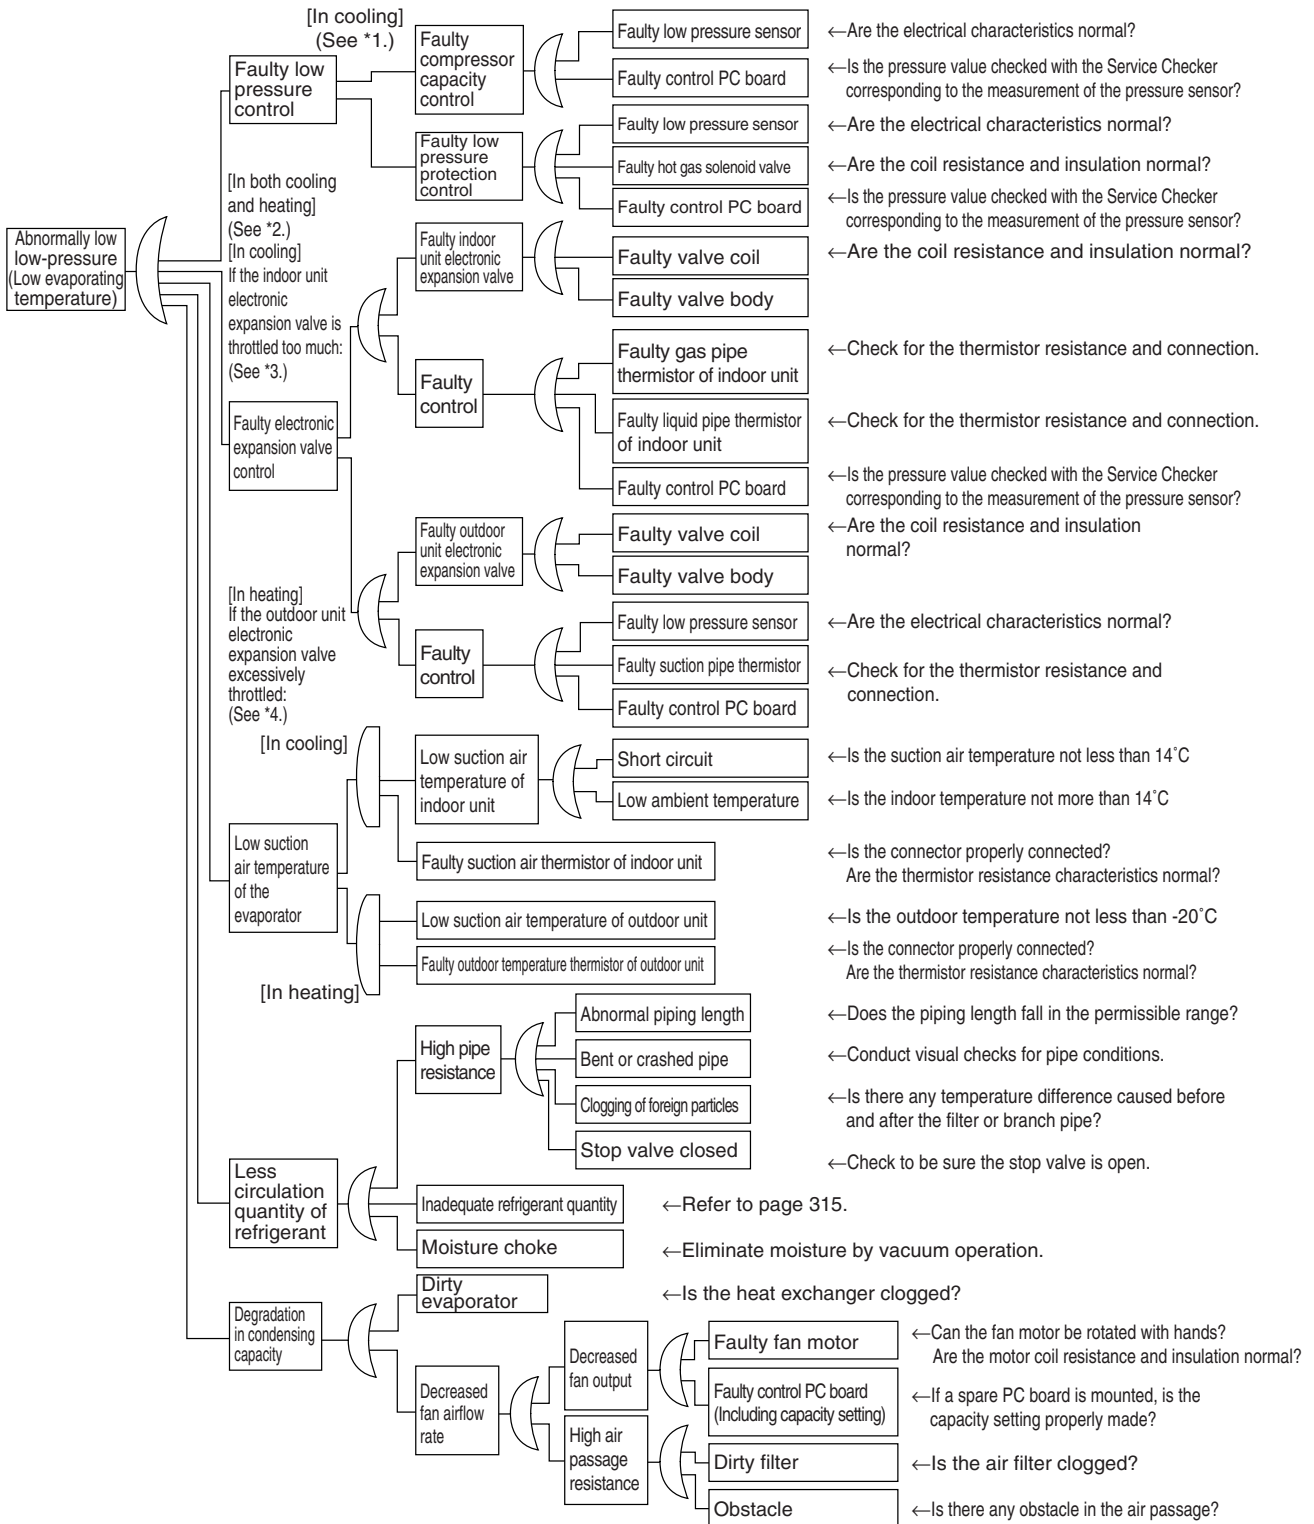 [In cooling]
(See *1.)
Faulty low
pressure
control
Faulty
compressor
capacity
control
Faulty low pressure sensor
←Are the electrical characteristics normal?
Faulty control PC board
←Is the pressure value checked with the Service Checker
corresponding to the measurement of the pressure sensor?
Faulty low
pressure
protection
control
Faulty low pressure sensor
←Are the electrical characteristics normal?
Faulty hot gas solenoid valve
←Are the coil resistance and insulation normal?
Faulty control PC board
←Is the pressure value checked with the Service Checker
corresponding to the measurement of the pressure sensor?
[In both cooling
and heating]
(See *2.)
Abnormally low
low-pressure
(Low evaporating
temperature)
[In cooling]
If the indoor unit
electronic
expansion valve is
throttled too much:
(See *3.)
Faulty electronic
expansion valve
control
Faulty indoor
unit electronic
expansion valve
Faulty valve coil
←Are the coil resistance and insulation normal?
Faulty valve body
Faulty
control
Faulty gas pipe
thermistor of indoor unit
←Check for the thermistor resistance and connection.
Faulty liquid pipe thermistor
of indoor unit
←Check for the thermistor resistance and connection.
Faulty control PC board
←Is the pressure value checked with the Service Checker
corresponding to the measurement of the pressure sensor?
[In heating]
If the outdoor unit
electronic
expansion valve
excessively
throttled:
(See *4.)
Faulty outdoor
unit electronic
expansion valve
Faulty valve coil
←Are the coil resistance and insulation
normal?
Faulty valve body
Faulty
control
Faulty low pressure sensor
←Are the electrical characteristics normal?
Faulty suction pipe thermistor
←Check for the thermistor resistance and
connection.
Faulty control PC board
[In cooling]
Low suction
air temperature
of the
evaporator
Low suction air
temperature of
indoor unit
Short circuit
←Is the suction air temperature not less than 14˚C
Low ambient temperature
←Is the indoor temperature not more than 14˚C
Faulty suction air thermistor of indoor unit
←Is the connector properly connected?
Are the thermistor resistance characteristics normal?
Low suction air temperature of outdoor unit
←Is the outdoor temperature not less than -20˚C
Faulty outdoor temperature thermistor of outdoor unit
←Is the connector properly connected?
Are the thermistor resistance characteristics normal?
[In heating]
Less
circulation
quantity of
refrigerant
High pipe
resistance
Abnormal piping length
←Does the piping length fall in the permissible range?
Bent or crashed pipe
←Conduct visual checks for pipe conditions.
Clogging of foreign particles
←Is there any temperature difference caused before
and after the filter or branch pipe?
Stop valve closed
←Check to be sure the stop valve is open.
Inadequate refrigerant quantity
←Refer to page 315.
Moisture choke
←Eliminate moisture by vacuum operation.
Degradation
in condensing
capacity
Dirty
evaporator
←Is the heat exchanger clogged?
Decreased
fan airflow
rate
Decreased
fan output
Faulty fan motor
←Can the fan motor be rotated with hands?
Are the motor coil resistance and insulation normal?
Faulty control PC board
(Including capacity setting)
←If a spare PC board is mounted, is the
capacity setting properly made?
High air
passage
resistance
Dirty filter
←Is the air filter clogged?
Obstacle
←Is there any obstacle in the air passage?